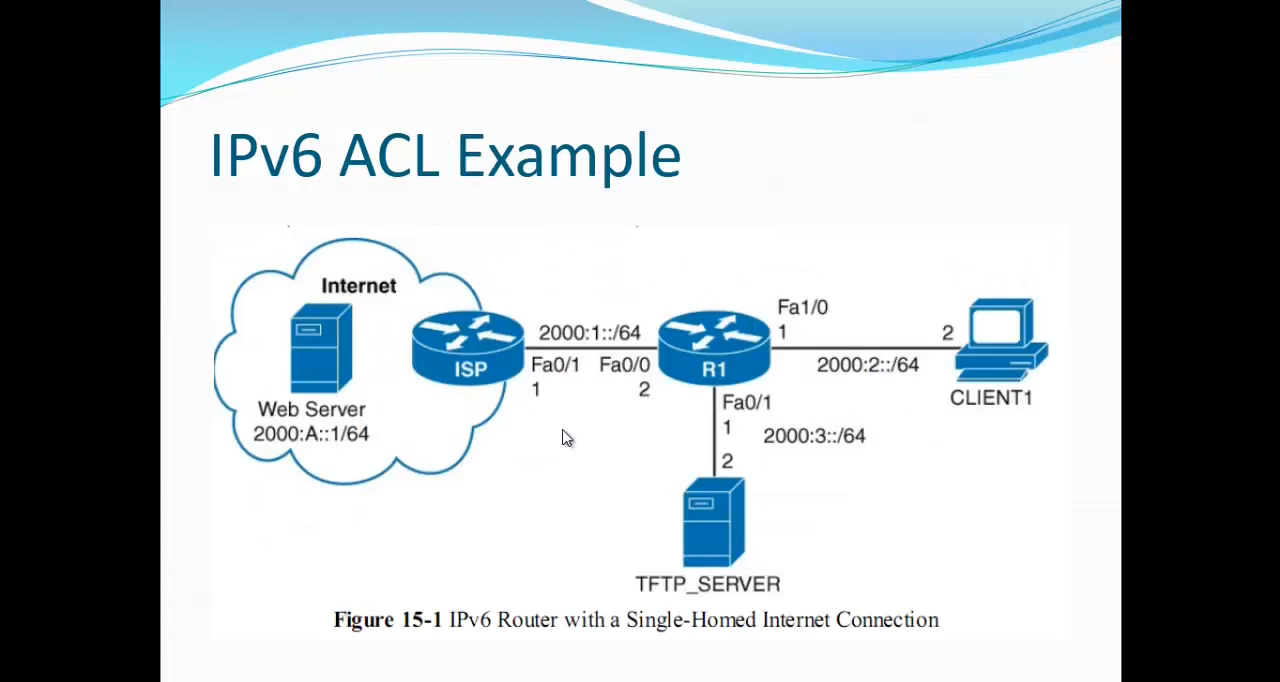 IPv6 ACL Example
Internet
Web Server
2000:A::1/64
ISP
2000:1::/64
Fa0/1
1
Fa0/0
2
R1
Fa1/0
1
2000:2::/64
2
CLIENT1
Fa0/1
1
2000:3::/64
2
TFTP_SERVER
Figure 15-1 IPv6 Router with a Single-Homed Internet Connection